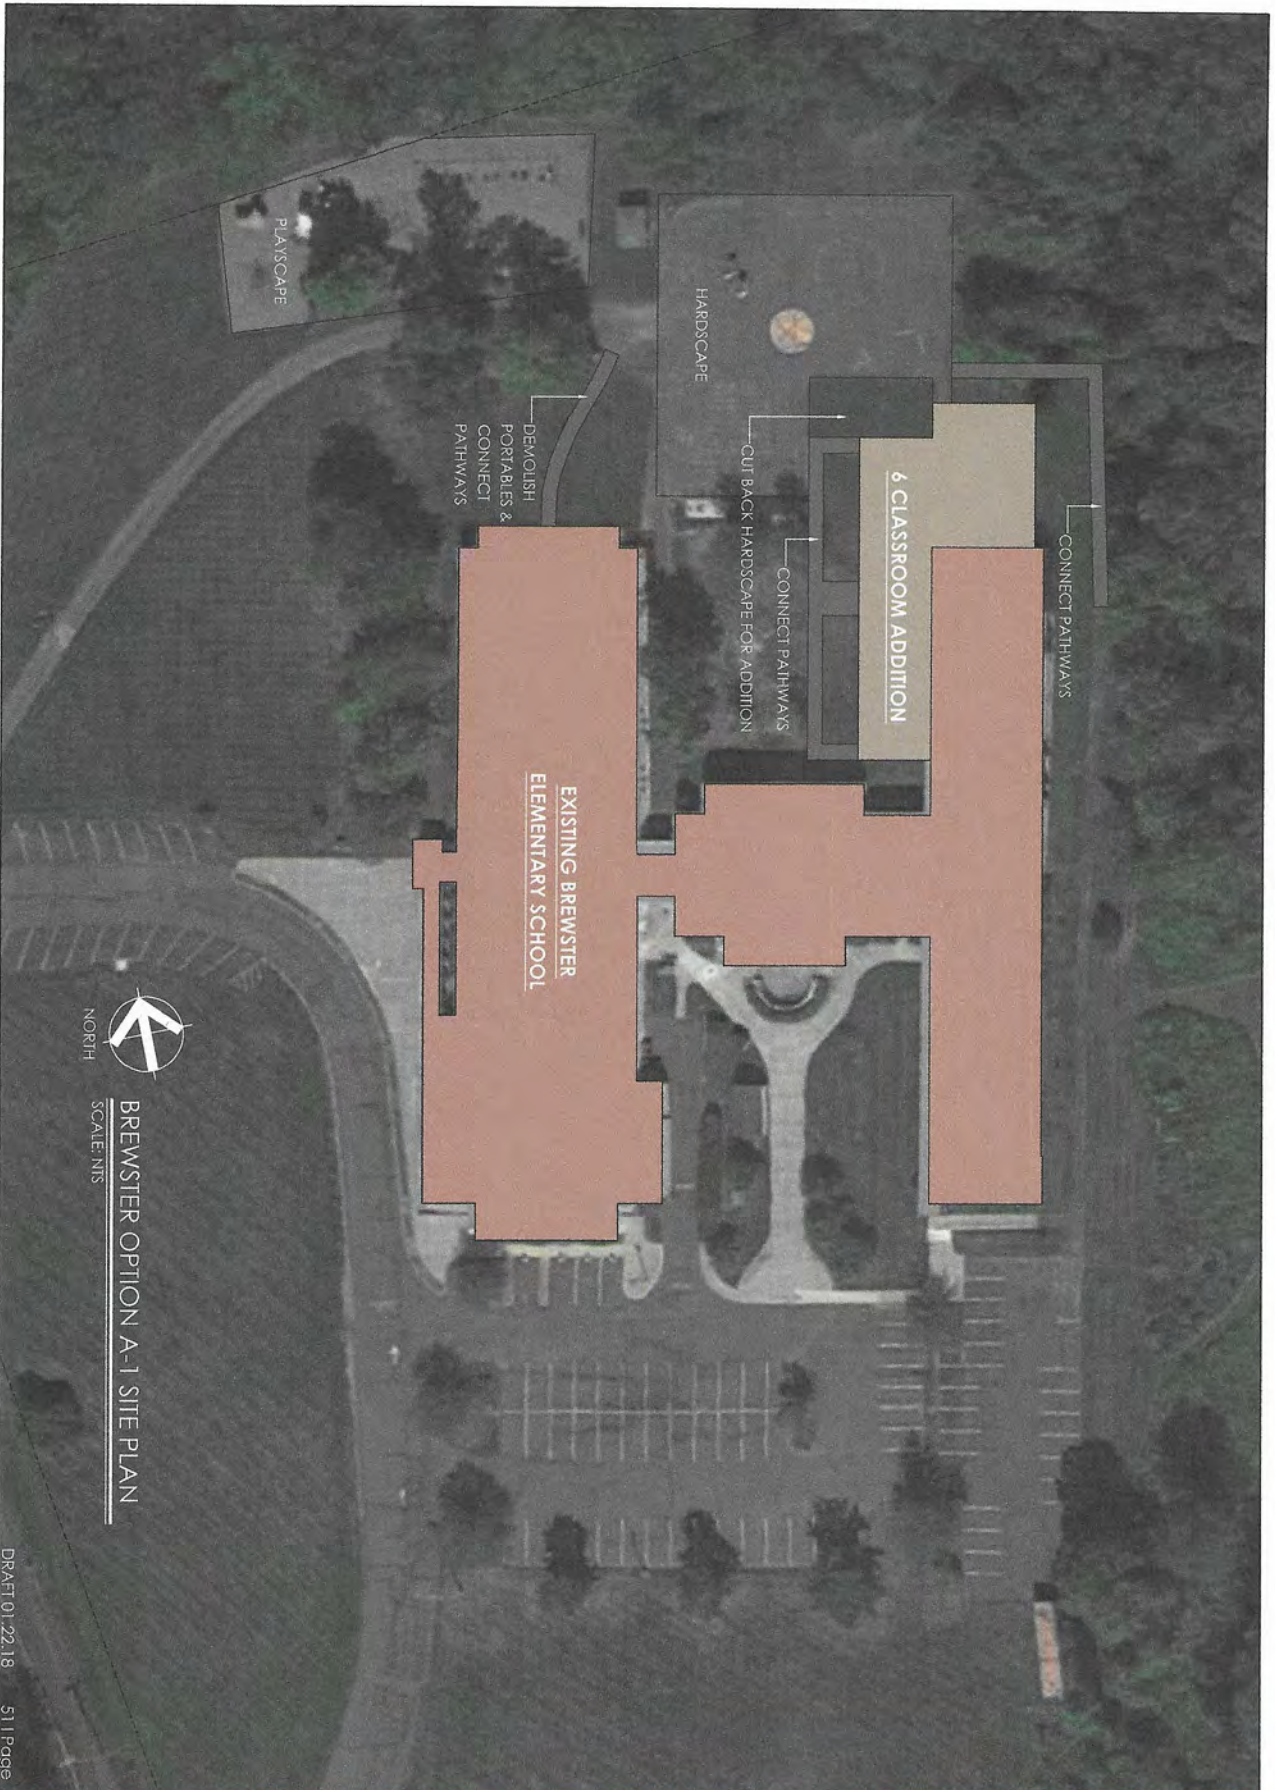 CONNECT PATHWAYS
6 CLASSROOM ADDITION
CONNECT PATHWAYS
CUT BACK HARDSCAPE FOR ADDITION
HARDSCAPE
EXISTING BREWSTER
ELEMENTARY SCHOOL
DEMOLISH
PORTABLES &
CONNECT
PATHWAYS
PLAYSCAPE
NORTH
BREWSTER OPTION A-1 SITE PLAN
SCALE: NTS
DRAFT 01.22.18 51 | Page